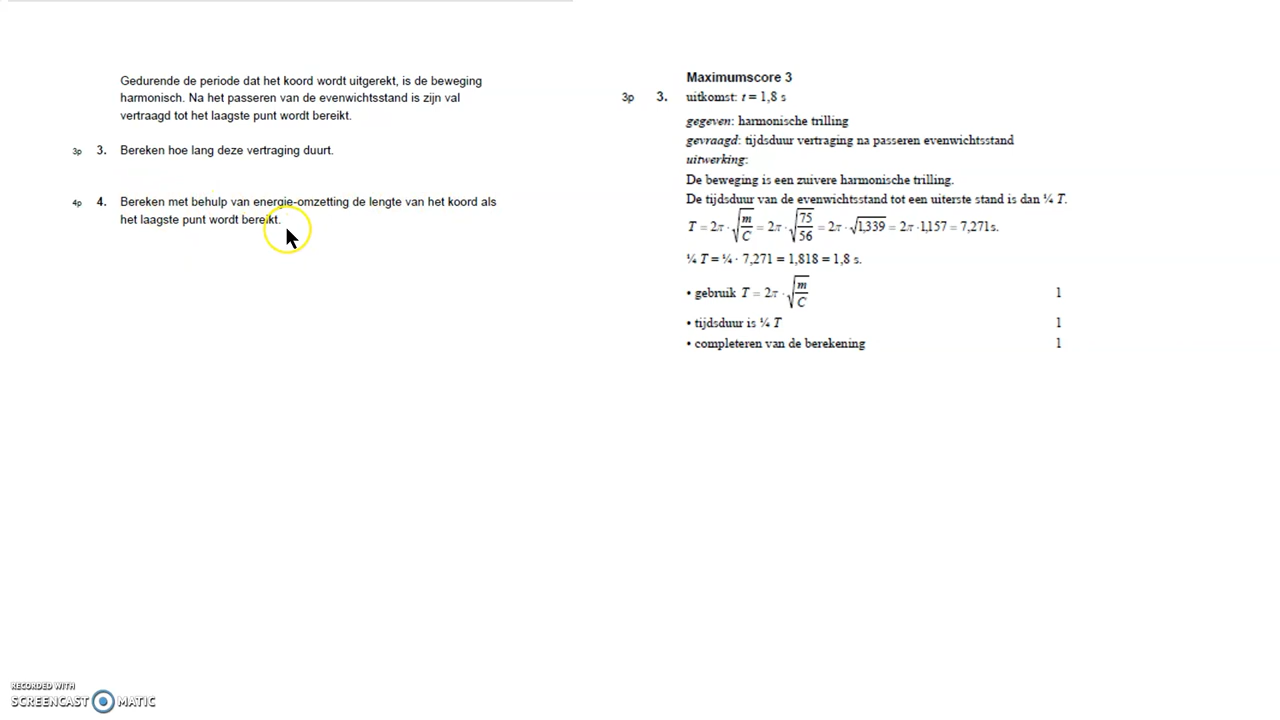 Gedurende de periode dat het koord wordt uitgerekt, is de beweging
harmonisch. Na het passeren van de evenwichtsstand is zijn val
vertraagd tot het laagste punt wordt bereikt.
3p 3. Bereken hoe lang deze vertraging duurt.
4p 4. Bereken met behulp van energie-omzetting de lengte van het koord als
het laagste punt wordt bereikt.
Maximumscore 3
3p 3. uitkomst: t = 1,8 s
gegeven: harmonische trilling
gevraagd: tijdsduur vertraging na passeren evenwichtsstand
uitwerking:
De beweging is een zuivere harmonische trilling.
De tijdsduur van de evenwichtsstand tot een uiterste stand is dan ¼ T.
T = 2π · √(m/C) = 2π · √(75/56) = 2π · √1,339 = 2π · 1,157 = 7,271s.
¼ T = ¼ · 7,271 = 1,818 = 1,8 s.
• gebruik T = 2π · √(m/C) 1
• tijdsduur is ¼ T 1
• completeren van de berekening 1
RECORDED WITH
SCREENCAST MATIC